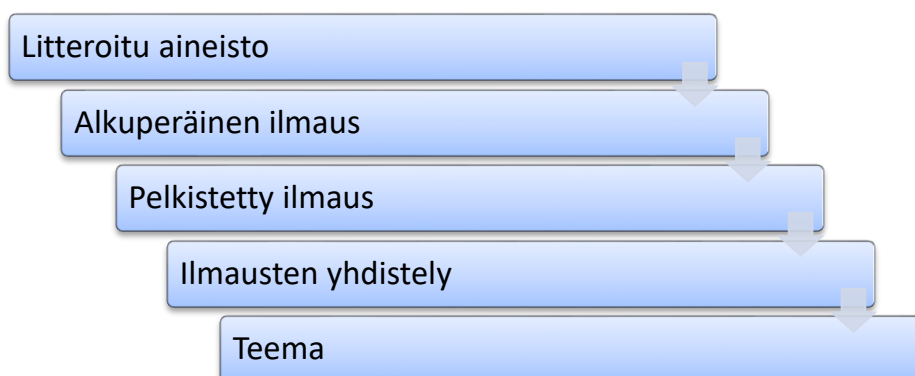 Litteroitu aineisto
Alkuperäinen ilmaus
Pelkistetty ilmaus
Ilmausten yhdistely
Teema